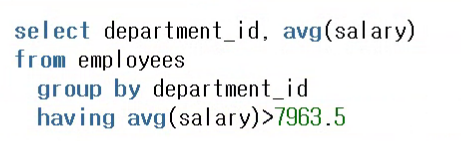 select department_id, avg(salary)
from employees
group by department_id
having avg(salary)>7963.5